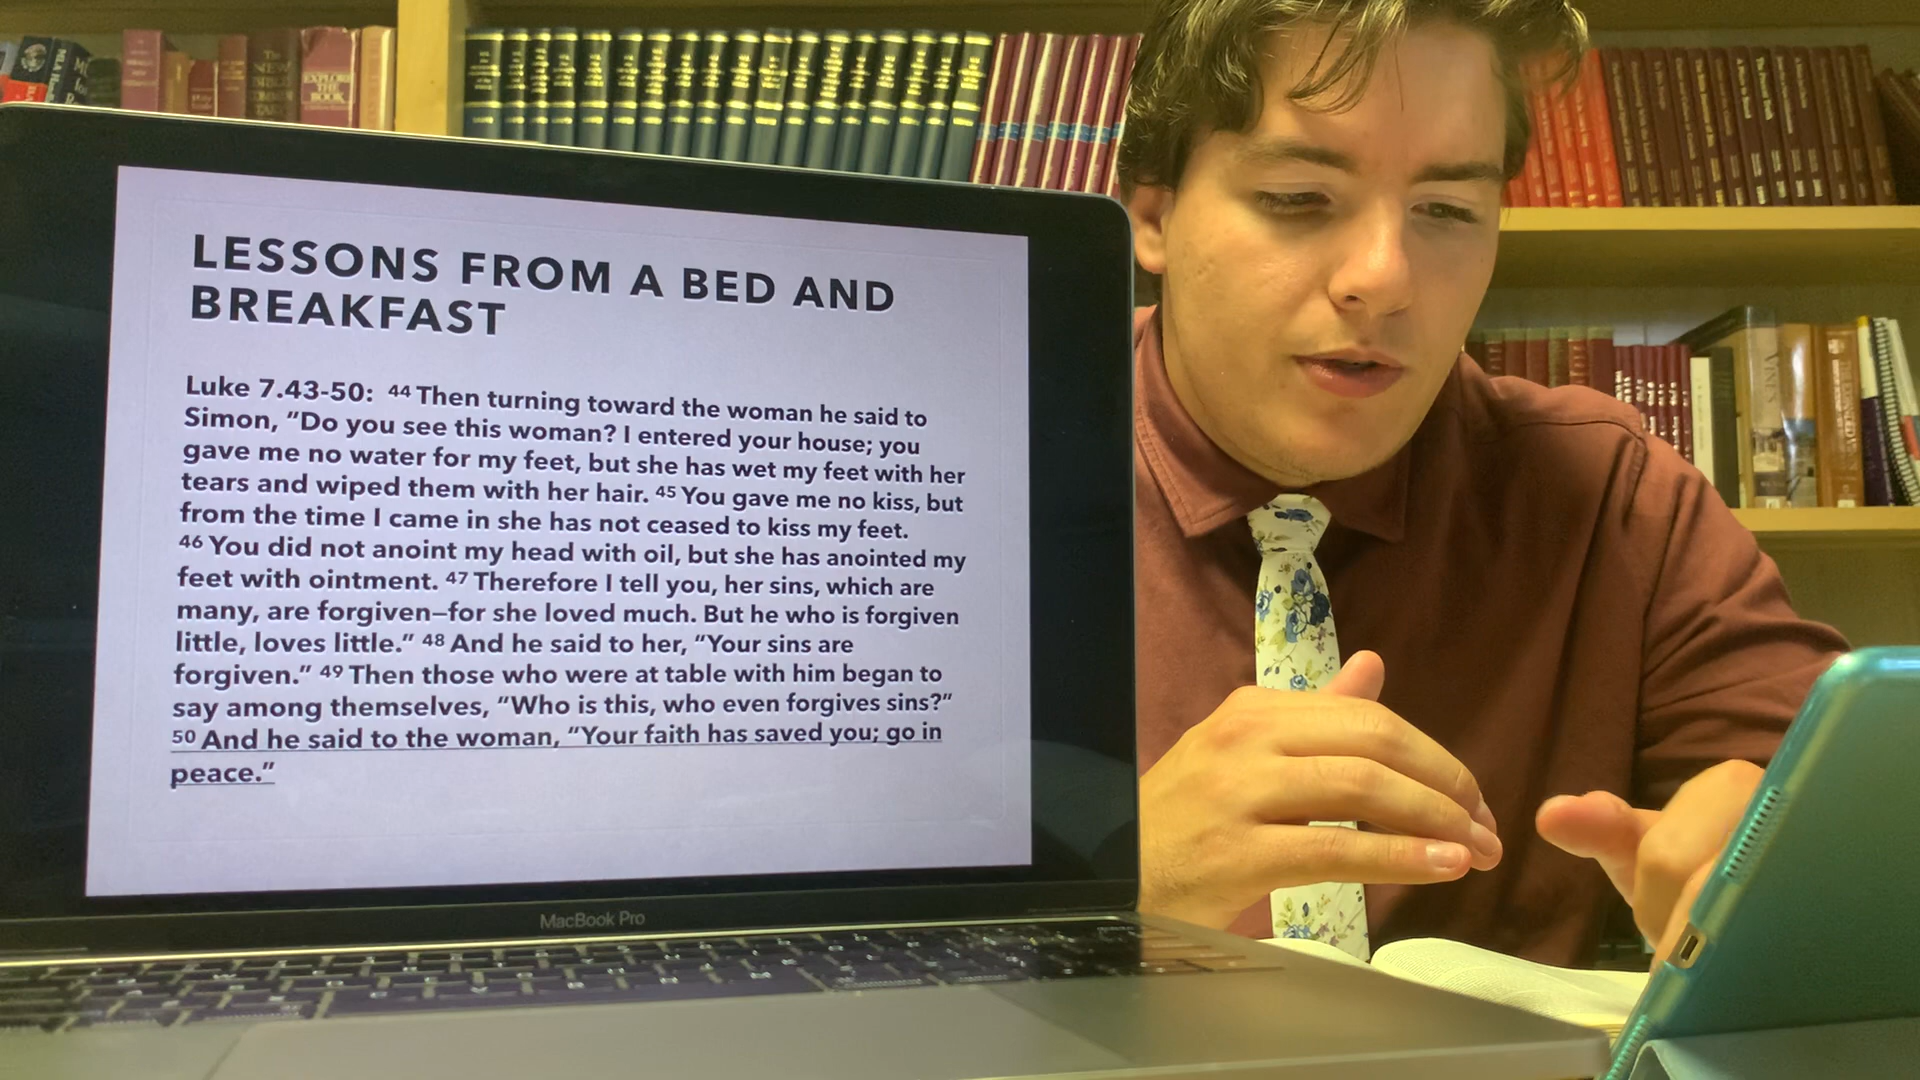 LESSONS FROM A BED AND
BREAKFAST
Luke 7.43-50: 44 Then turning toward the woman he said to
Simon, "Do you see this woman? I entered your house; you
gave me no water for my feet, but she has wet my feet with her
tears and wiped them with her hair. 45 You gave me no kiss, but
from the time I came in she has not ceased to kiss my feet.
46 You did not anoint my head with oil, but she has anointed my
feet with ointment. 47 Therefore I tell you, her sins, which are
many, are forgiven—for she loved much. But he who is forgiven
little, loves little." 48 And he said to her, "Your sins are
forgiven." 49 Then those who were at table with him began to
say among themselves, "Who is this, who even forgives sins?"
50 And he said to the woman, "Your faith has saved you; go in
peace."
MacBook Pro
EXPLORE
THE
BOOK
THE
NEW